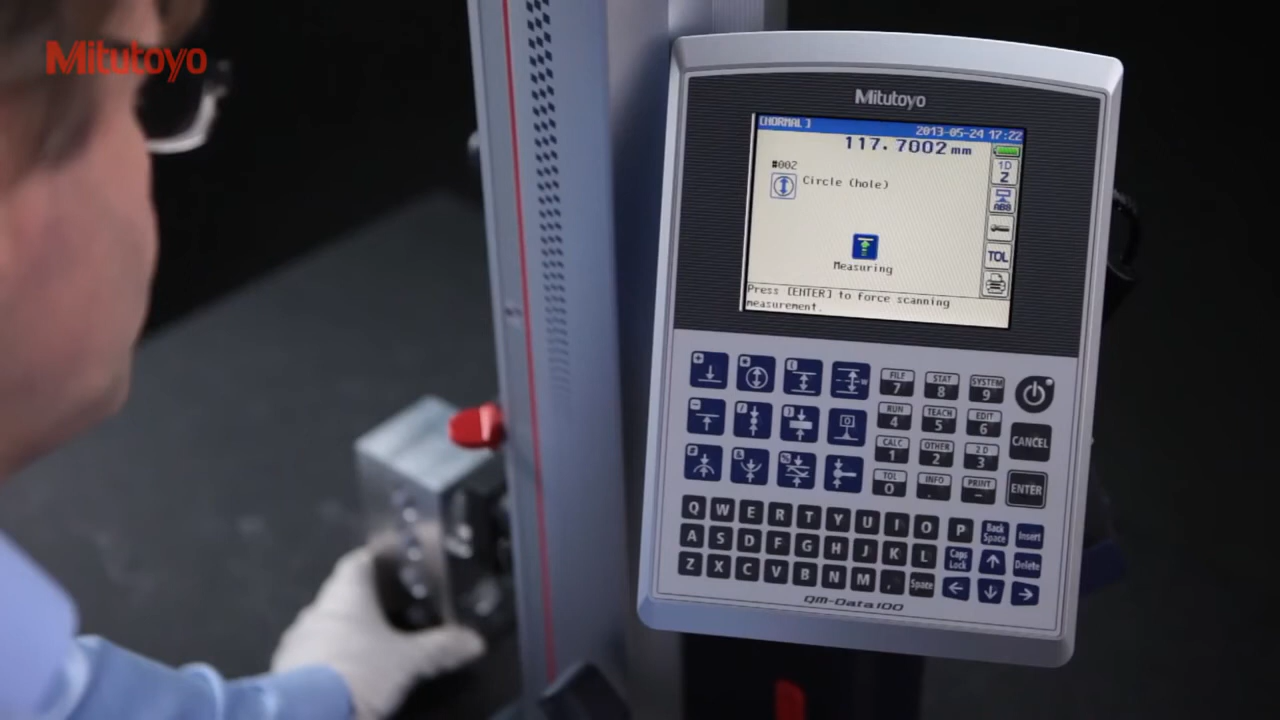 Mitutoyo
Mitutoyo
[NORMAL ]
2013-05-24 17:22
117.7002 mm
#002
Circle (hole)
1D
Z
ABS
TOL
Measuring
Press [ENTER] to force scanning
measurement.
FILE STAT SYSTEM
7 8 9
RUN TEACH EDIT
4 5 6
CANCEL
CALC OTHER 2D
1 2 3
TOL INFO PRINT
0 . −
ENTER
Q W E R T Y U I O P Back Space Insert
A S D F G H J K L Caps Lock ↑ Delete
Z X C V B N M , Space ← ↓ →
QM-Data100